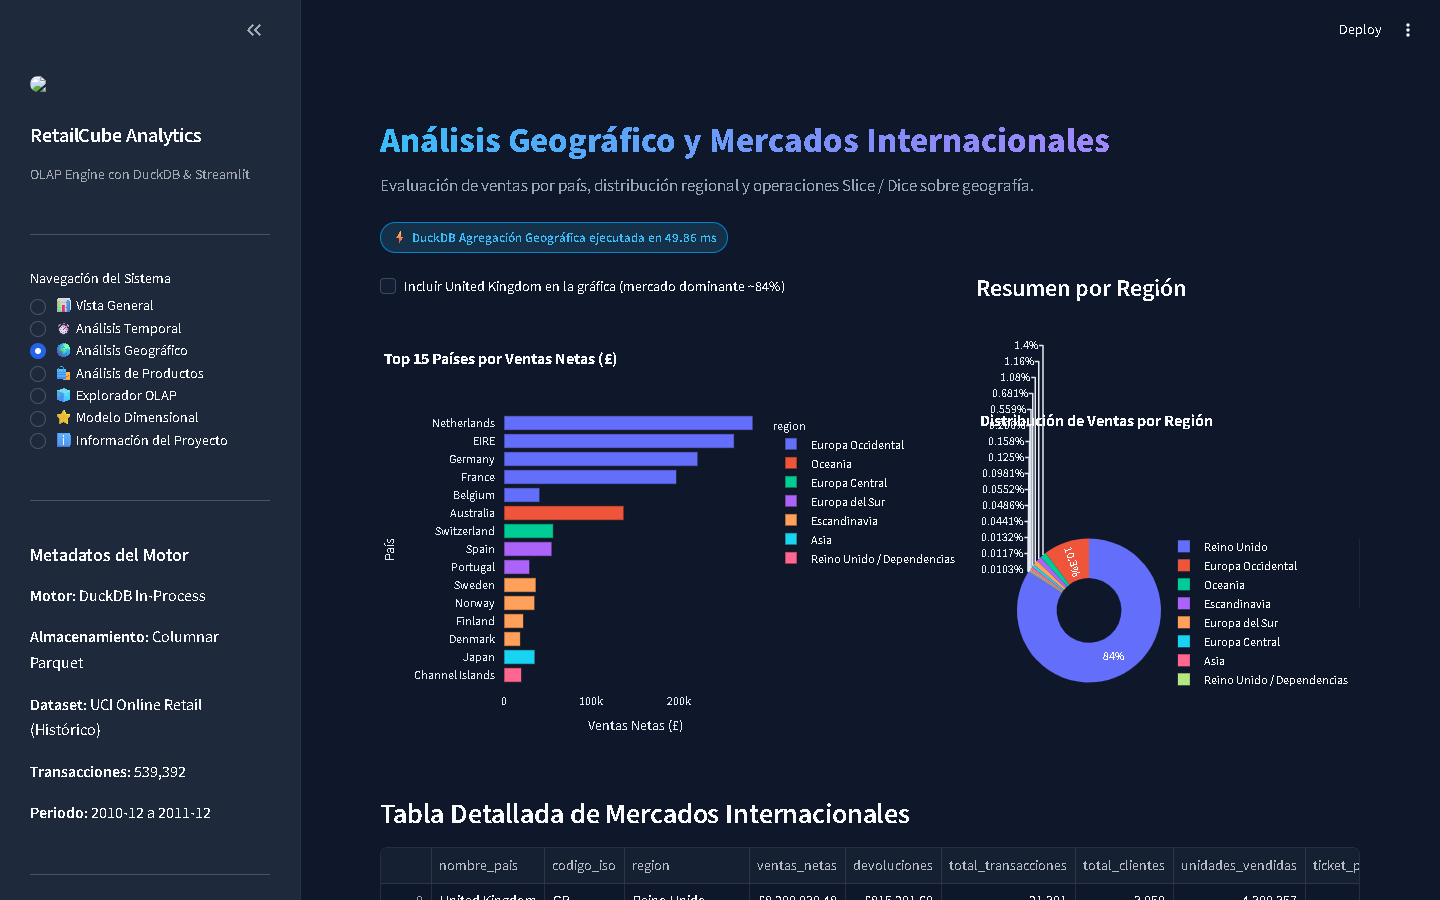 Deploy
RetailCube Analytics
OLAP Engine con DuckDB & Streamlit
Navegación del Sistema
Vista General
Análisis Temporal
Análisis Geográfico
Análisis de Productos
Explorador OLAP
Modelo Dimensional
Información del Proyecto
Metadatos del Motor
Motor: DuckDB In-Process
Almacenamiento: Columnar
Parquet
Dataset: UCI Online Retail
(Histórico)
Transacciones: 539,392
Periodo: 2010-12 a 2011-12
Análisis Geográfico y Mercados Internacionales
Evaluación de ventas por país, distribución regional y operaciones Slice / Dice sobre geografía.
DuckDB Agregación Geográfica ejecutada en 49.86 ms
Incluir United Kingdom en la gráfica (mercado dominante ~84%)
Top 15 Países por Ventas Netas (£)
País
Netherlands
EIRE
Germany
France
Belgium
Australia
Switzerland
Spain
Portugal
Sweden
Norway
Finland
Denmark
Japan
Channel Islands
0 100k 200k
Ventas Netas (£)
region
Europa Occidental
Oceania
Europa Central
Europa del Sur
Escandinavia
Asia
Reino Unido / Dependencias
Resumen por Región
Distribución de Ventas por Región
1.4%
1.16%
1.08%
0.681%
0.559%
0.158%
0.125%
0.0981%
0.0552%
0.0486%
0.0441%
0.0132%
0.0117%
0.0103%
10.3%
84%
Reino Unido
Europa Occidental
Oceania
Escandinavia
Europa del Sur
Europa Central
Asia
Reino Unido / Dependencias
Tabla Detallada de Mercados Internacionales
nombre_pais codigo_iso region ventas_netas devoluciones total_transacciones total_clientes unidades_vendidas ticket_p